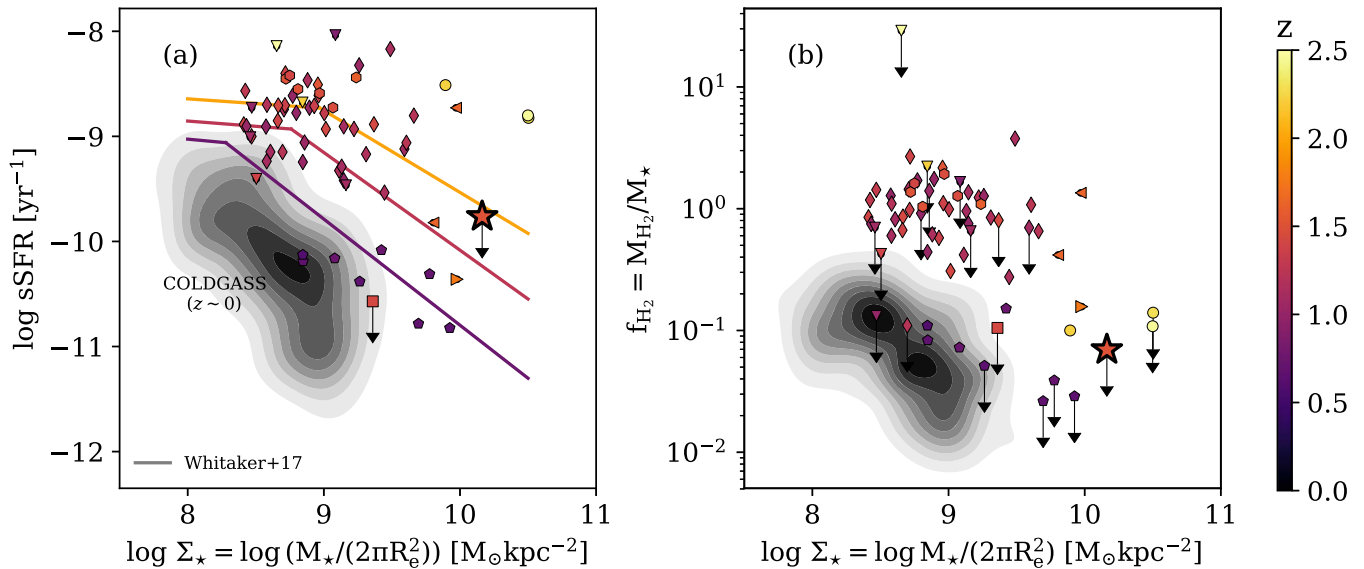 (a)
−8
−9
−10
−11
−12
log sSFR [yr⁻¹]
COLDGASS
(z ~ 0)
Whitaker+17
8 9 10 11
log Σ⋆ = log (M⋆/(2πRₑ²)) [M⊙kpc⁻²]
(b)
10¹
10⁰
10⁻¹
10⁻²
f_H₂ = M_H₂/M⋆
8 9 10 11
log Σ⋆ = log M⋆/(2πRₑ²) [M⊙kpc⁻²]
z
2.5
2.0
1.5
1.0
0.5
0.0